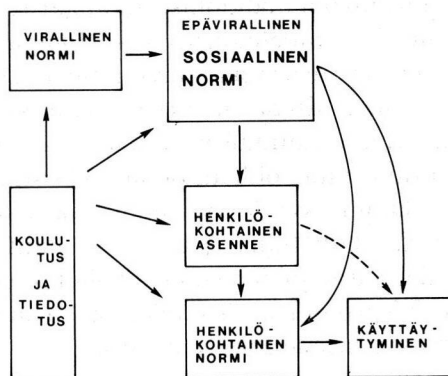 VIRALLINEN
NORMI
EPÄVIRALLINEN
SOSIAALINEN
NORMI
KOULU-
TUS
JA
TIEDO-
TUS
HENKILÖ-
KOHTAINEN
ASENNE
HENKILÖ-
KOHTAINEN
NORMI
KÄYTTÄY-
TYMINEN